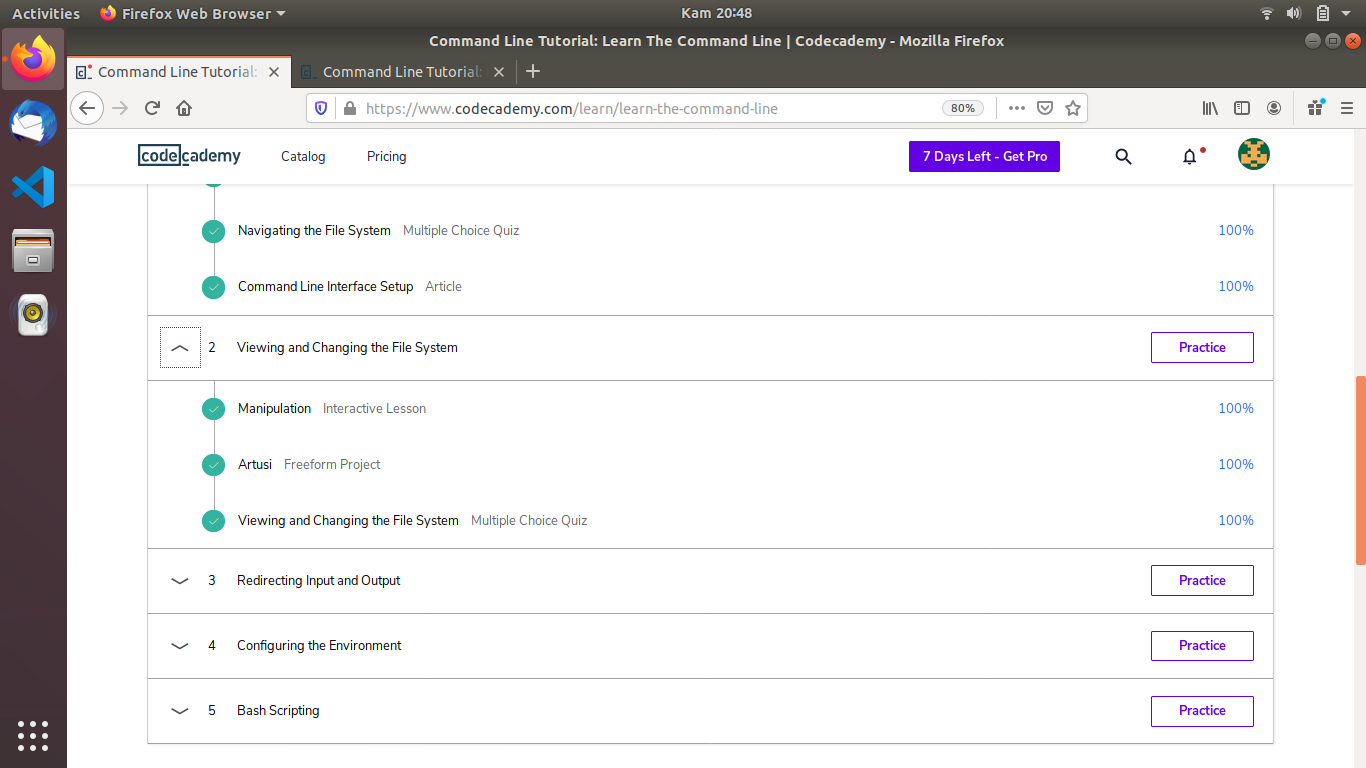 Activities Firefox Web Browser Kam 20:48
Command Line Tutorial: Learn The Command Line | Codecademy - Mozilla Firefox
Command Line Tutorial: Command Line Tutorial:
https://www.codecademy.com/learn/learn-the-command-line 80%
codecademy Catalog Pricing 7 Days Left - Get Pro
Navigating the File System Multiple Choice Quiz 100%
Command Line Interface Setup Article 100%
2 Viewing and Changing the File System Practice
Manipulation Interactive Lesson 100%
Artusi Freeform Project 100%
Viewing and Changing the File System Multiple Choice Quiz 100%
3 Redirecting Input and Output Practice
4 Configuring the Environment Practice
5 Bash Scripting Practice